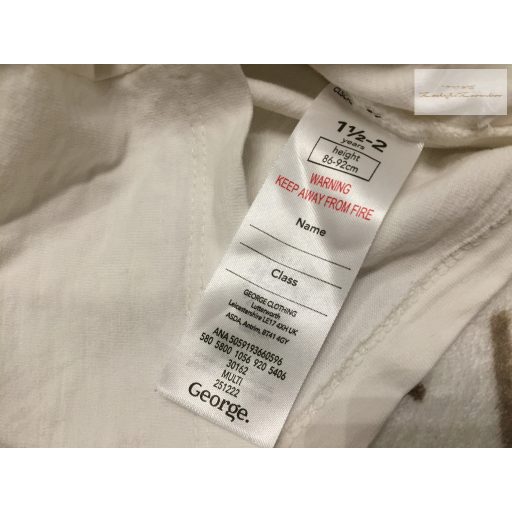 1½-2
years
height
86-92cm
WARNING
KEEP AWAY FROM FIRE
Name
Class
GEORGE CLOTHING
Lutterworth
Leicestershire LE17 4XH UK
ASDA, Antrim, BT41 4GY
ANA 5059193660596
580 5800 1056 920 5406
30162
MULTI
251222
George.